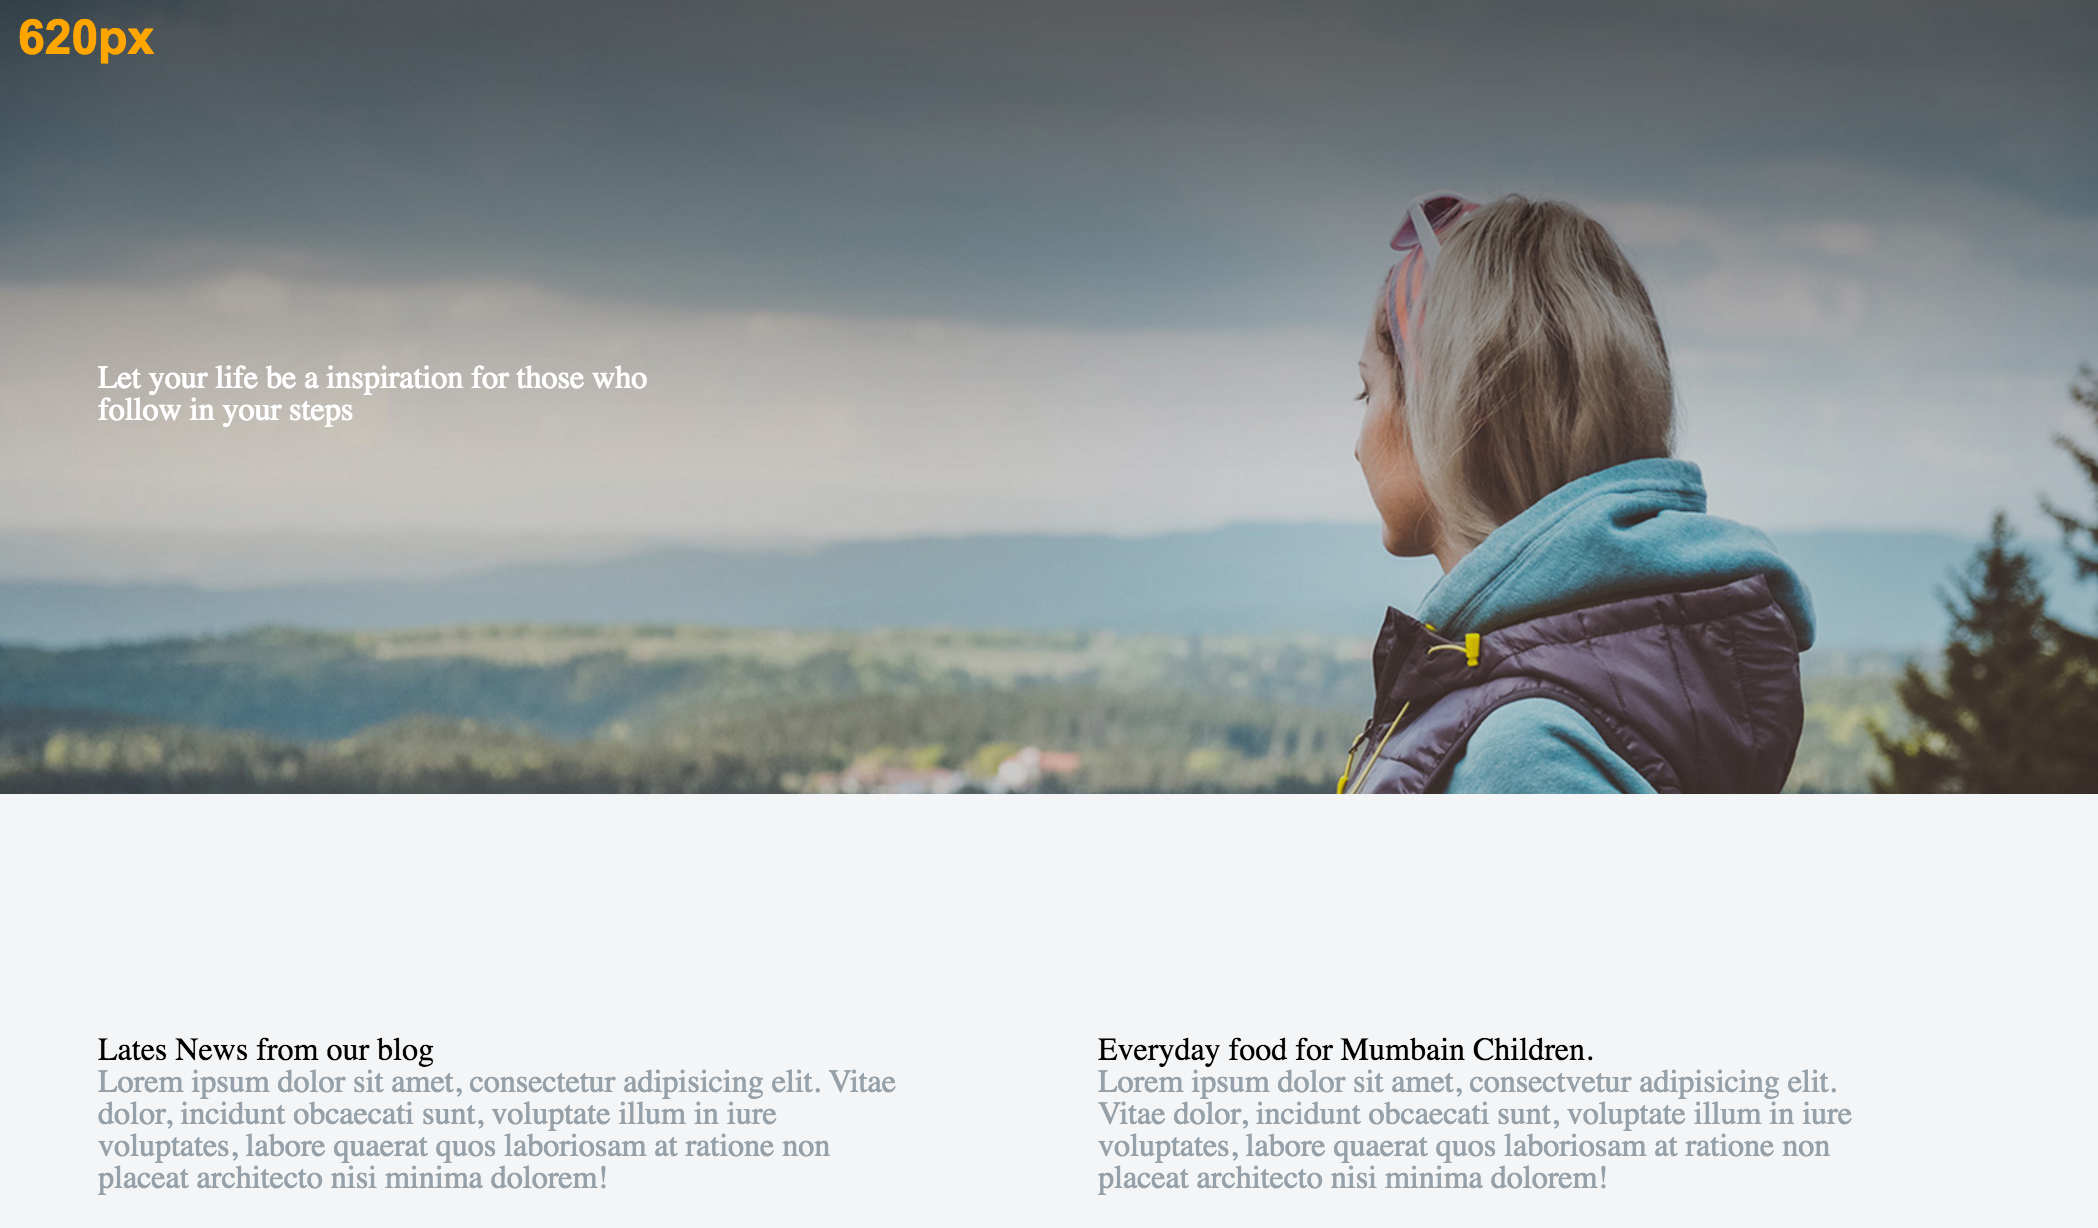 620px
Let your life be a inspiration for those who
follow in your steps
Lates News from our blog
Lorem ipsum dolor sit amet, consectetur adipisicing elit. Vitae
dolor, incidunt obcaecati sunt, voluptate illum in iure
voluptates, labore quaerat quos laboriosam at ratione non
placeat architecto nisi minima dolorem!
Everyday food for Mumbain Children.
Lorem ipsum dolor sit amet, consectvetur adipisicing elit.
Vitae dolor, incidunt obcaecati sunt, voluptate illum in iure
voluptates, labore quaerat quos laboriosam at ratione non
placeat architecto nisi minima dolorem!